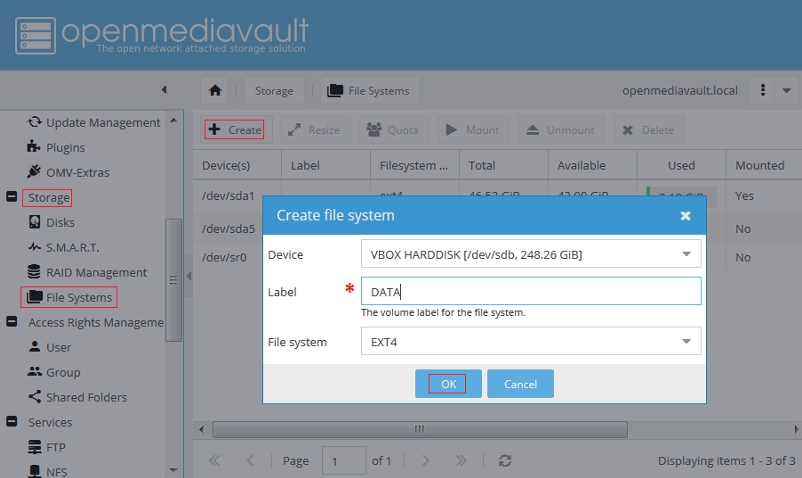 openmediavault
The open network attached storage solution
Storage
File Systems
openmediavault.local
Update Management
Plugins
OMV-Extras
Storage
Disks
S.M.A.R.T.
RAID Management
File Systems
Access Rights Manageme
User
Group
Shared Folders
Services
FTP
NFS
Create
Resize
Quota
Mount
Unmount
Delete
Device(s) Label Filesystem ... Total Available Used Mounted
/dev/sda1 ext4 46.53 GiB 42.00 GiB Yes
/dev/sda5 No
/dev/sr0 No
Create file system
Device VBOX HARDDISK [/dev/sdb, 248.26 GiB]
Label * DATA
The volume label for the file system.
File system EXT4
OK Cancel
Page 1 of 1
Displaying items 1 - 3 of 3